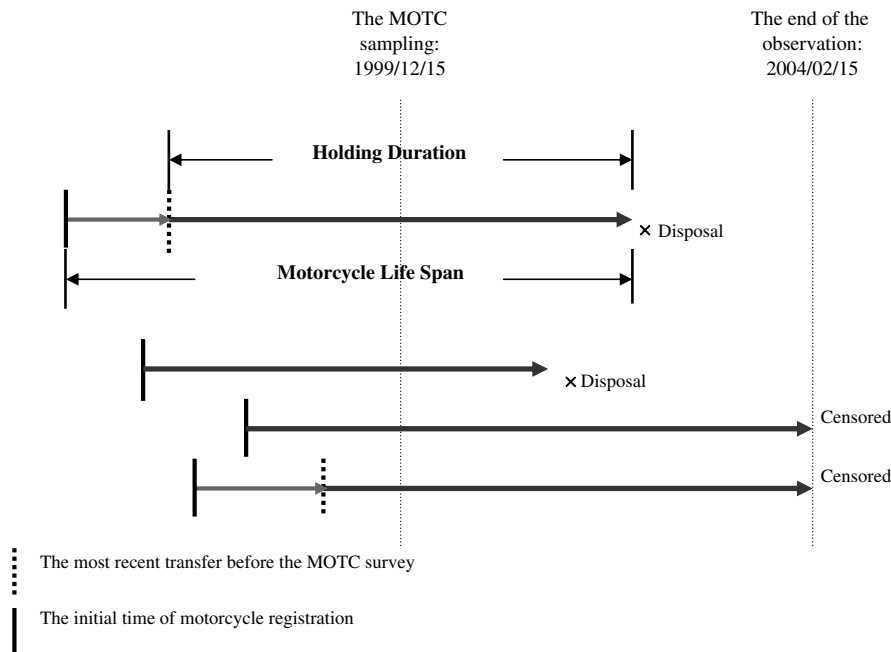 The MOTC
sampling:
1999/12/15
The end of the
observation:
2004/02/15
Holding Duration
Disposal
Motorcycle Life Span
Disposal
Censored
Censored
The most recent transfer before the MOTC survey
The initial time of motorcycle registration